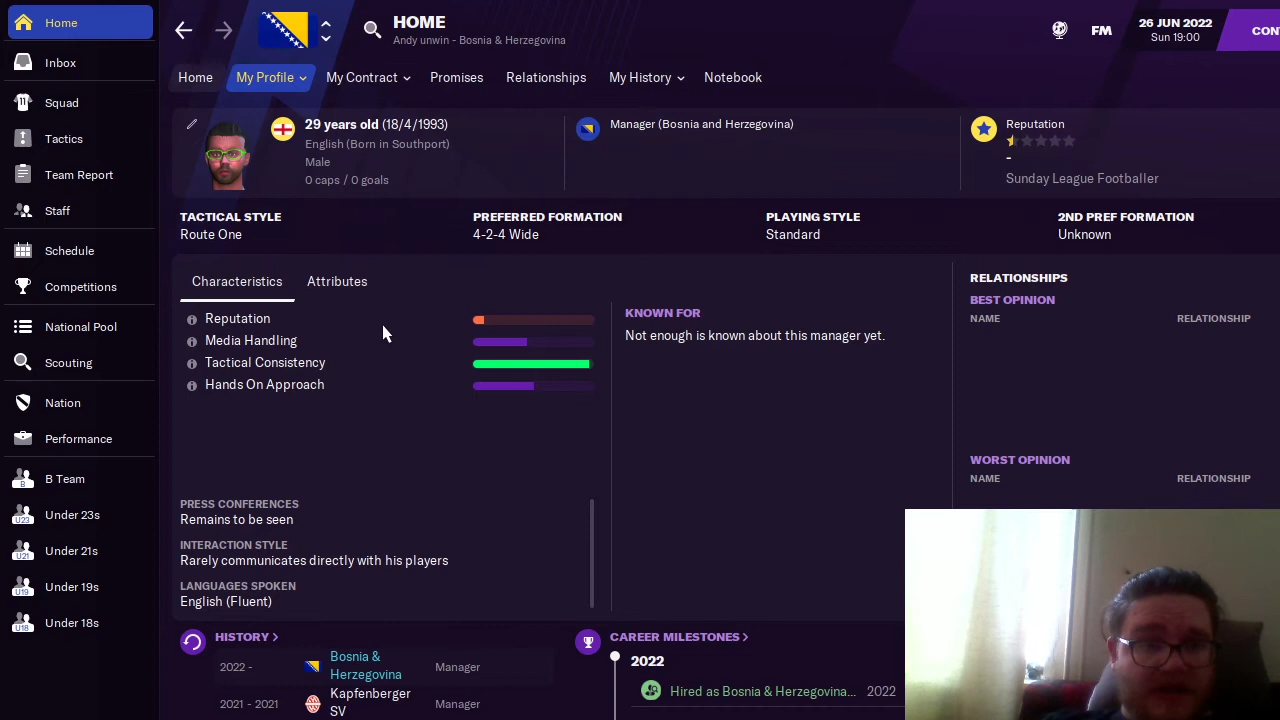 Home
Inbox
Squad
Tactics
Team Report
Staff
Schedule
Competitions
National Pool
Scouting
Nation
Performance
B Team
Under 23s
Under 21s
Under 19s
Under 18s
11
B
U23
U21
U19
U18
HOME
Andy unwin - Bosnia & Herzegovina
FM
26 JUN 2022
Sun 19:00
CON
Home
My Profile
My Contract
Promises
Relationships
My History
Notebook
29 years old (18/4/1993)
English (Born in Southport)
Male
0 caps / 0 goals
Manager (Bosnia and Herzegovina)
Reputation
-
Sunday League Footballer
TACTICAL STYLE
Route One
PREFERRED FORMATION
4-2-4 Wide
PLAYING STYLE
Standard
2ND PREF FORMATION
Unknown
Characteristics
Attributes
Reputation
Media Handling
Tactical Consistency
Hands On Approach
PRESS CONFERENCES
Remains to be seen
INTERACTION STYLE
Rarely communicates directly with his players
LANGUAGES SPOKEN
English (Fluent)
KNOWN FOR
Not enough is known about this manager yet.
RELATIONSHIPS
BEST OPINION
NAME RELATIONSHIP
WORST OPINION
NAME RELATIONSHIP
HISTORY >
2022 - Bosnia & Herzegovina Manager
2021 - 2021 Kapfenberger SV Manager
CAREER MILESTONES >
2022
Hired as Bosnia & Herzegovina... 2022